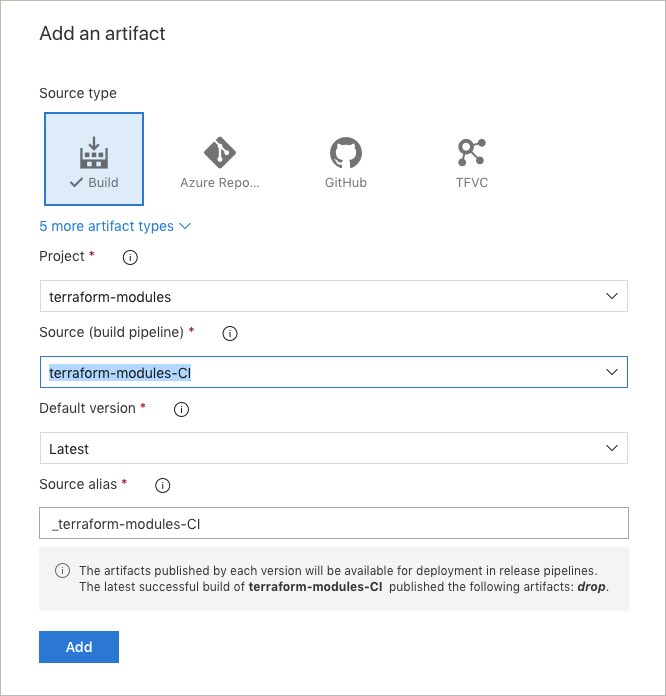 Add an artifact
Source type
Build
Azure Repo...
GitHub
TFVC
5 more artifact types
Project *
terraform-modules
Source (build pipeline) *
terraform-modules-CI
Default version *
Latest
Source alias *
_terraform-modules-CI
The artifacts published by each version will be available for deployment in release pipelines.
The latest successful build of terraform-modules-CI published the following artifacts: drop.
Add